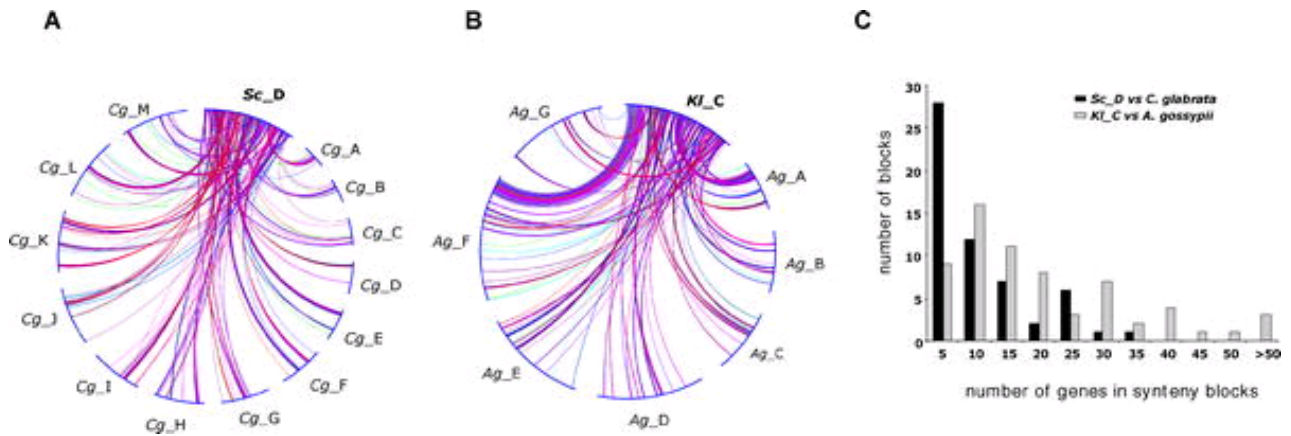 A
B
C
Sc_D
Cg_A
Cg_B
Cg_C
Cg_D
Cg_E
Cg_F
Cg_G
Cg_H
Cg_I
Cg_J
Cg_K
Cg_L
Cg_M
Kl_C
Ag_A
Ag_B
Ag_C
Ag_D
Ag_E
Ag_F
Ag_G
Sc_D vs C. glabrata
Kl_C vs A. gossypii
number of blocks
30
25
20
15
10
5
0
5 10 15 20 25 30 35 40 45 50 >50
number of genes in synteny blocks